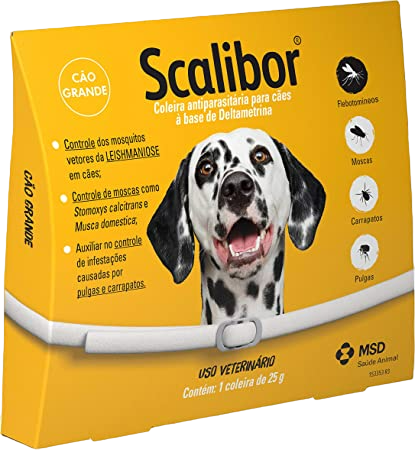 CÃO
GRANDE
Scalibor®
Coleira antiparasitária para cães
à base de Deltametrina
• Controle dos mosquitos
vetores da LEISHMANIOSE
em cães;
• Controle de moscas como
Stomoxys calcitrans e
Musca domestica;
• Auxiliar no controle
de infestações
causadas por
pulgas e carrapatos.
Flebotomíneos
Moscas
Carrapatos
Pulgas
CÃO GRANDE
USO VETERINÁRIO
Contém: 1 coleira de 25 g
MSD
Saúde Animal